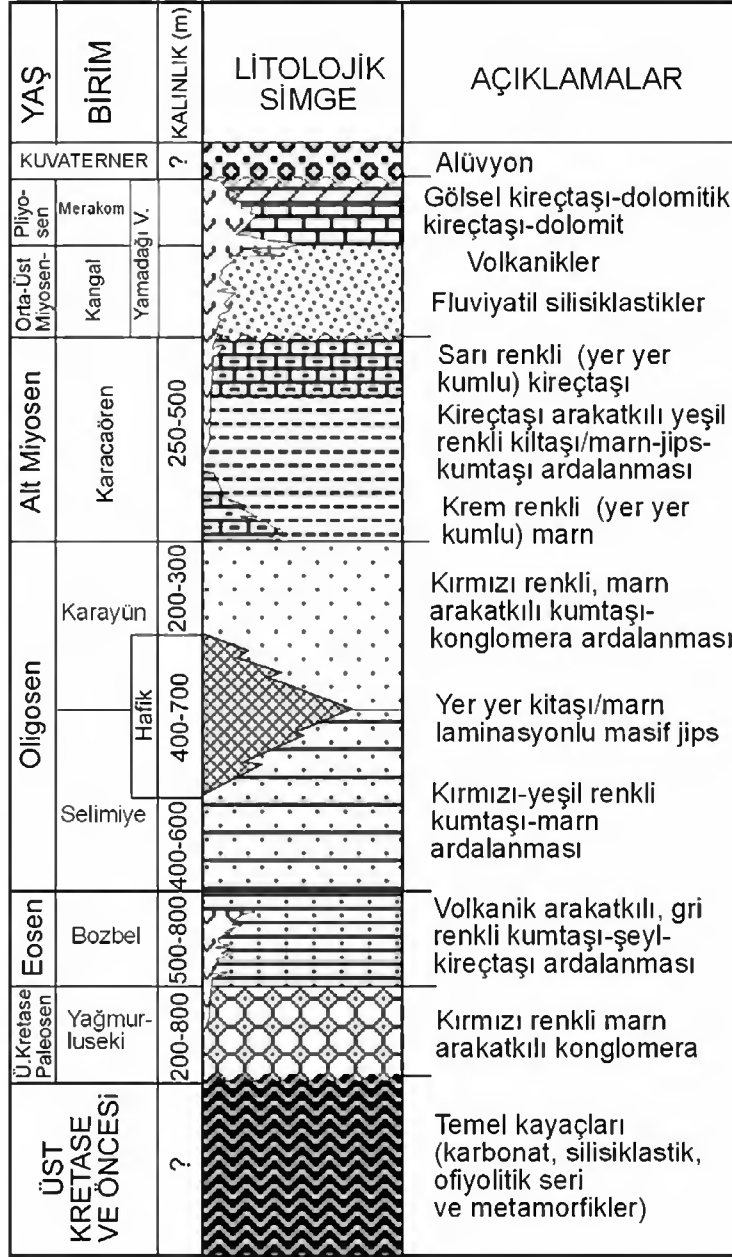 YAŞ
BİRİM
KALINLIK (m)
LİTOLOJİK
SİMGE
AÇIKLAMALAR
KUVATERNER
?
Alüvyon
Pliyo-
sen
Merakom
Yamadağı V.
Gölsel kireçtaşı-dolomitik
kireçtaşı-dolomit
Orta-Üst
Miyosen-
Kangal
Volkanikler
Fluviyatil silisiklastikler
Alt Miyosen
Karacaören
250-500
Sarı renkli (yer yer
kumlu) kireçtaşı
Kireçtaşı arakatkılı yeşil
renkli kiltaşı/marn-jips-
kumtaşı ardalanması
Krem renkli (yer yer
kumlu) marn
Oligosen
Karayün
200-300
Kırmızı renkli, marn
arakatkılı kumtaşı-
konglomera ardalanması
Hafik
400-700
Yer yer kitaşı/marn
laminasyonlu masif jips
Selimiye
400-600
Kırmızı-yeşil renkli
kumtaşı-marn
ardalanması
Eosen
Bozbel
500-800
Volkanik arakatkılı, gri
renkli kumtaşı-şeyl-
kireçtaşı ardalanması
Ü.Kretase
Paleosen
Yağmur-
luseki
200-800
Kırmızı renkli marn
arakatkılı konglomera
ÜST
KRETASE
VE ÖNCESİ
?
Temel kayaçları
(karbonat, silisiklastik,
ofiyolitik seri
ve metamorfikler)